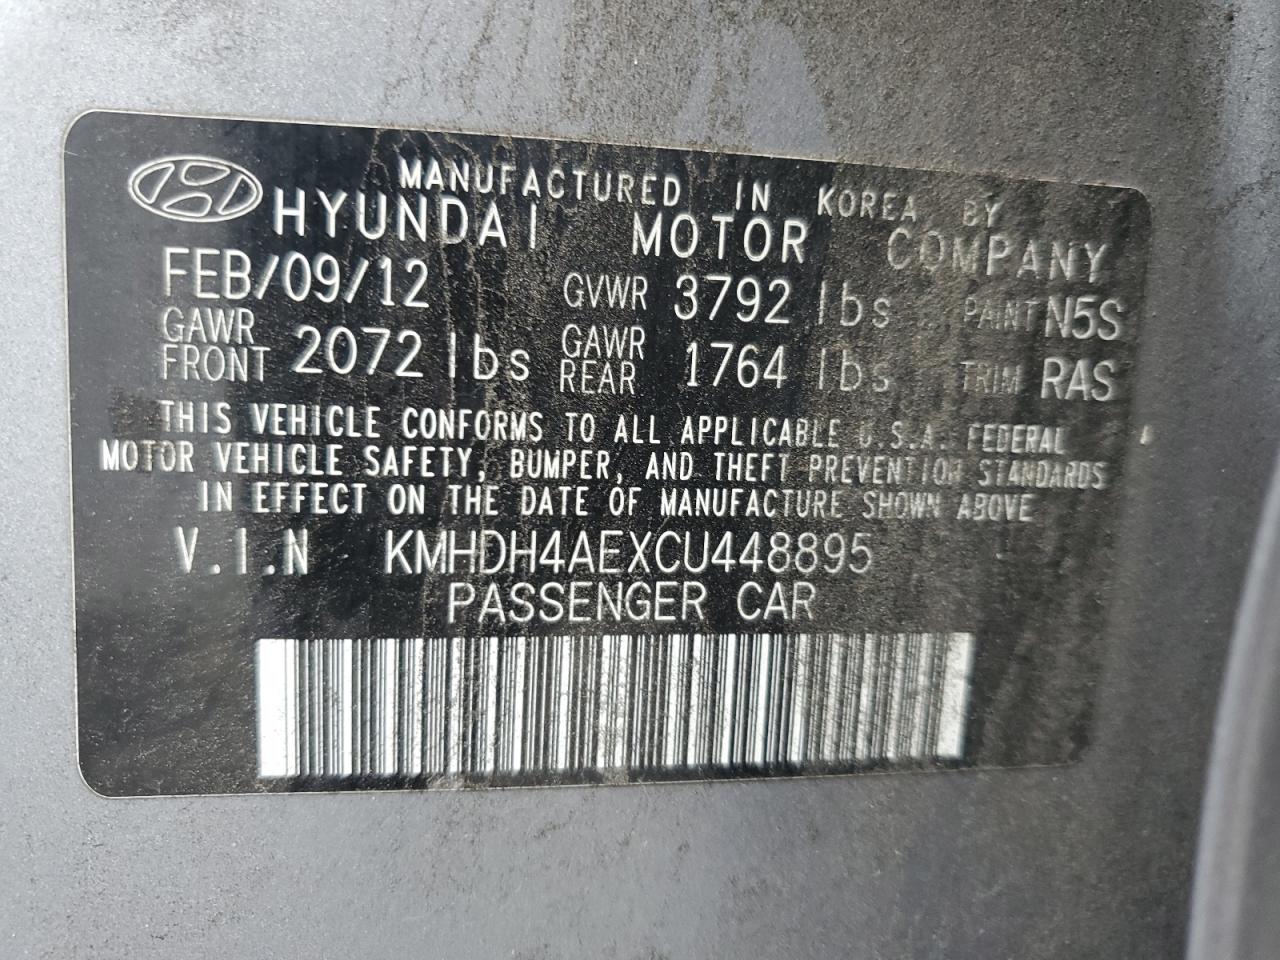 MANUFACTURED IN KOREA BY
HYUNDAI MOTOR COMPANY
FEB/09/12 GVWR 3792 lbs PAINT N5S
GAWR FRONT 2072 lbs GAWR REAR 1764 lbs TRIM RAS
THIS VEHICLE CONFORMS TO ALL APPLICABLE U.S.A. FEDERAL
MOTOR VEHICLE SAFETY, BUMPER, AND THEFT PREVENTION STANDARDS
IN EFFECT ON THE DATE OF MANUFACTURE SHOWN ABOVE
V.I.N KMHDH4AEXCU448895
PASSENGER CAR